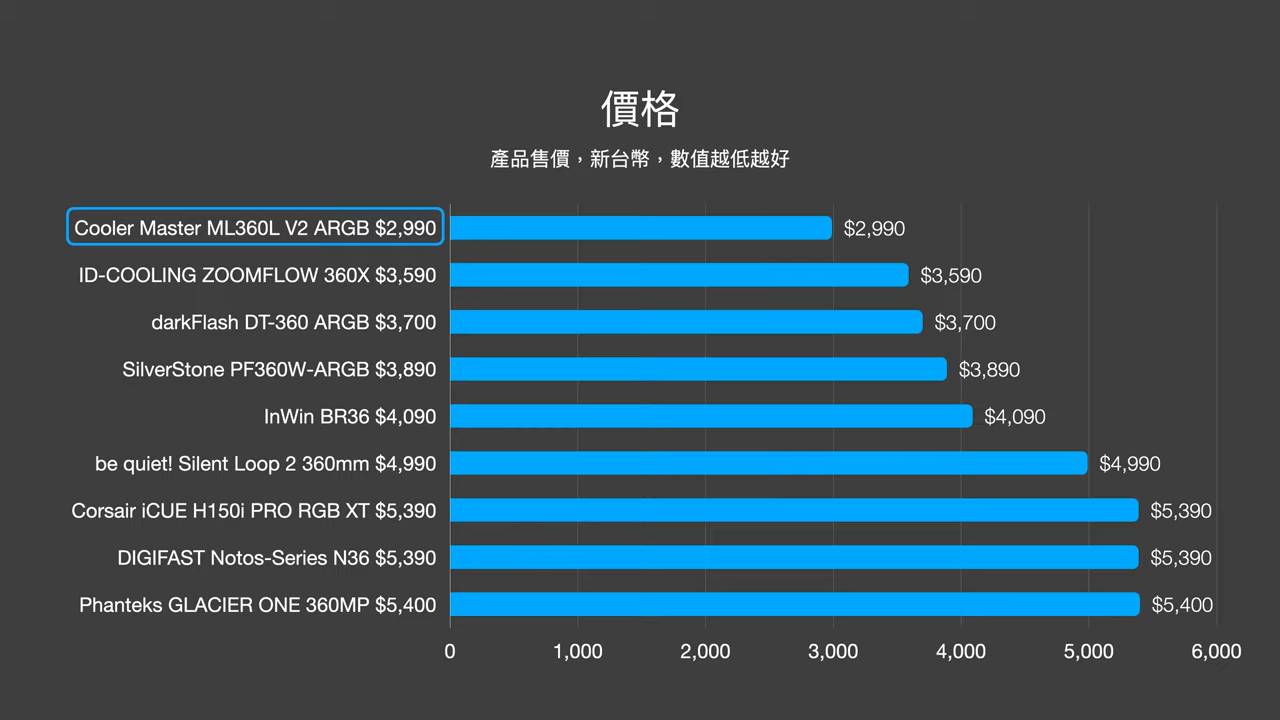 價格
產品售價，新台幣，數值越低越好
Cooler Master ML360L V2 ARGB $2,990 $2,990
ID-COOLING ZOOMFLOW 360X $3,590 $3,590
darkFlash DT-360 ARGB $3,700 $3,700
SilverStone PF360W-ARGB $3,890 $3,890
InWin BR36 $4,090 $4,090
be quiet! Silent Loop 2 360mm $4,990 $4,990
Corsair iCUE H150i PRO RGB XT $5,390 $5,390
DIGIFAST Notos-Series N36 $5,390 $5,390
Phanteks GLACIER ONE 360MP $5,400 $5,400
0 1,000 2,000 3,000 4,000 5,000 6,000